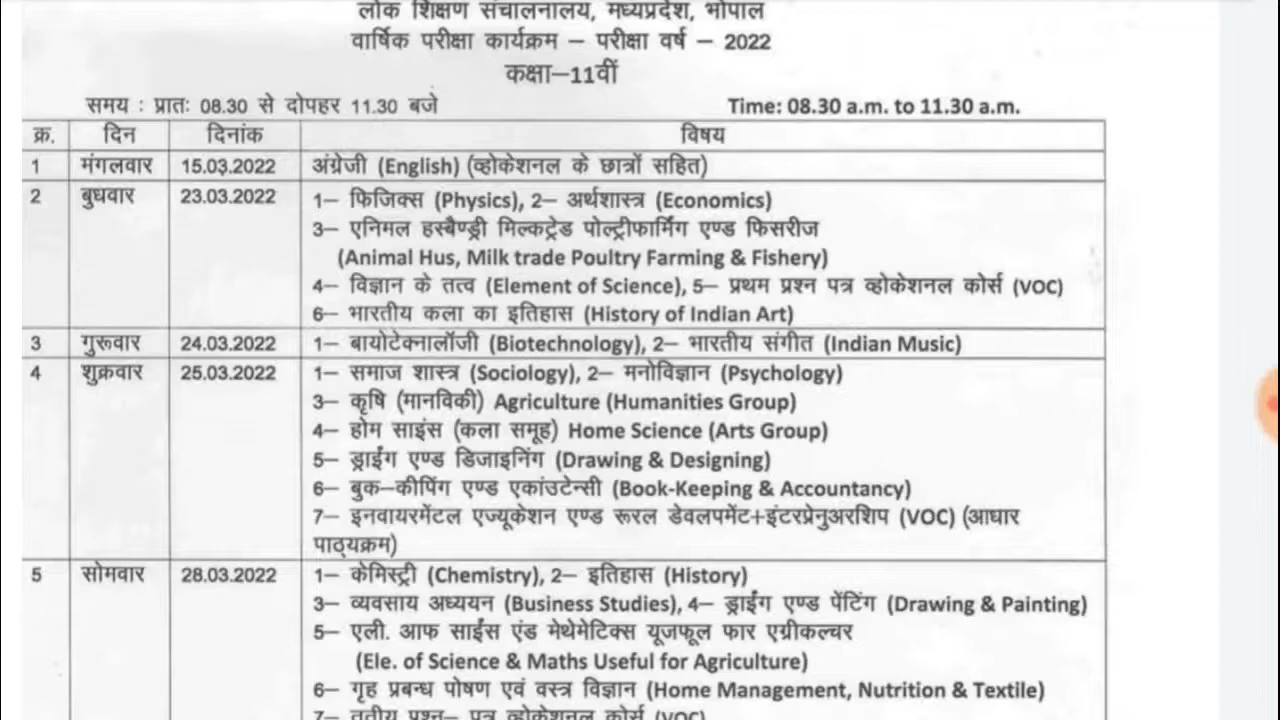 लोक शिक्षण संचालनालय, मध्यप्रदेश, भोपाल
वार्षिक परीक्षा कार्यक्रम – परीक्षा वर्ष – 2022
कक्षा–11वीं
समय : प्रातः 08.30 से दोपहर 11.30 बजे Time: 08.30 a.m. to 11.30 a.m.
क्र. दिन दिनांक विषय
1 मंगलवार 15.03.2022 अंग्रेजी (English) (व्होकेशनल के छात्रों सहित)
2 बुधवार 23.03.2022 1– फिजिक्स (Physics), 2– अर्थशास्त्र (Economics)
3– एनिमल हस्बैण्ड्री मिल्कट्रेड पोल्ट्रीफार्मिंग एण्ड फिसरीज
(Animal Hus, Milk trade Poultry Farming & Fishery)
4– विज्ञान के तत्व (Element of Science), 5– प्रथम प्रश्न पत्र व्होकेशनल कोर्स (VOC)
6– भारतीय कला का इतिहास (History of Indian Art)
3 गुरूवार 24.03.2022 1– बायोटेक्नालॉजी (Biotechnology), 2– भारतीय संगीत (Indian Music)
4 शुक्रवार 25.03.2022 1– समाज शास्त्र (Sociology), 2– मनोविज्ञान (Psychology)
3– कृषि (मानविकी) Agriculture (Humanities Group)
4– होम साइंस (कला समूह) Home Science (Arts Group)
5– ड्राईंग एण्ड डिजाइनिंग (Drawing & Designing)
6– बुक–कीपिंग एण्ड एकांउटेन्सी (Book-Keeping & Accountancy)
7– इनवायरमेंटल एज्यूकेशन एण्ड रूरल डेवलपमेंट+इंटरप्रेनुअरशिप (VOC) (आधार
पाठ्यक्रम)
5 सोमवार 28.03.2022 1– केमिस्ट्री (Chemistry), 2– इतिहास (History)
3– व्यवसाय अध्ययन (Business Studies), 4– ड्राईंग एण्ड पेंटिंग (Drawing & Painting)
5– एली. आफ साईंस एंड मेथेमेटिक्स यूजफूल फार एग्रीकल्चर
(Ele. of Science & Maths Useful for Agriculture)
6– गृह प्रबन्ध पोषण एवं वस्त्र विज्ञान (Home Management, Nutrition & Textile)
7– तृतीय प्रश्न– पत्र व्होकेशनल कोर्स (VOC)